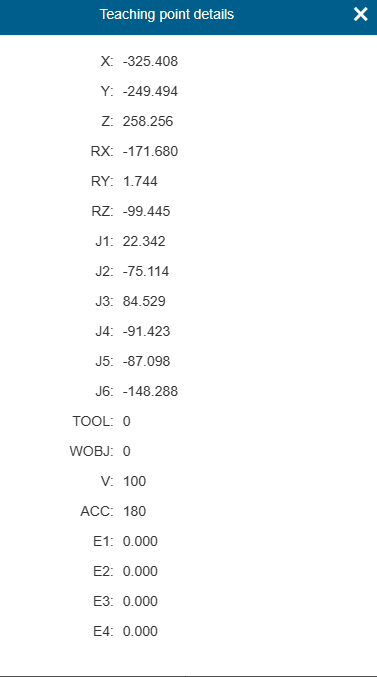 Teaching point details
X: -325.408
Y: -249.494
Z: 258.256
RX: -171.680
RY: 1.744
RZ: -99.445
J1: 22.342
J2: -75.114
J3: 84.529
J4: -91.423
J5: -87.098
J6: -148.288
TOOL: 0
WOBJ: 0
V: 100
ACC: 180
E1: 0.000
E2: 0.000
E3: 0.000
E4: 0.000